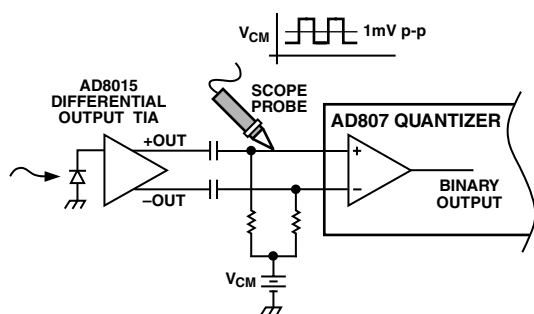 VCM
1mV p-p
SCOPE
PROBE
AD8015
DIFFERENTIAL
OUTPUT TIA
+OUT
–OUT
AD807 QUANTIZER
+
–
BINARY
OUTPUT
VCM